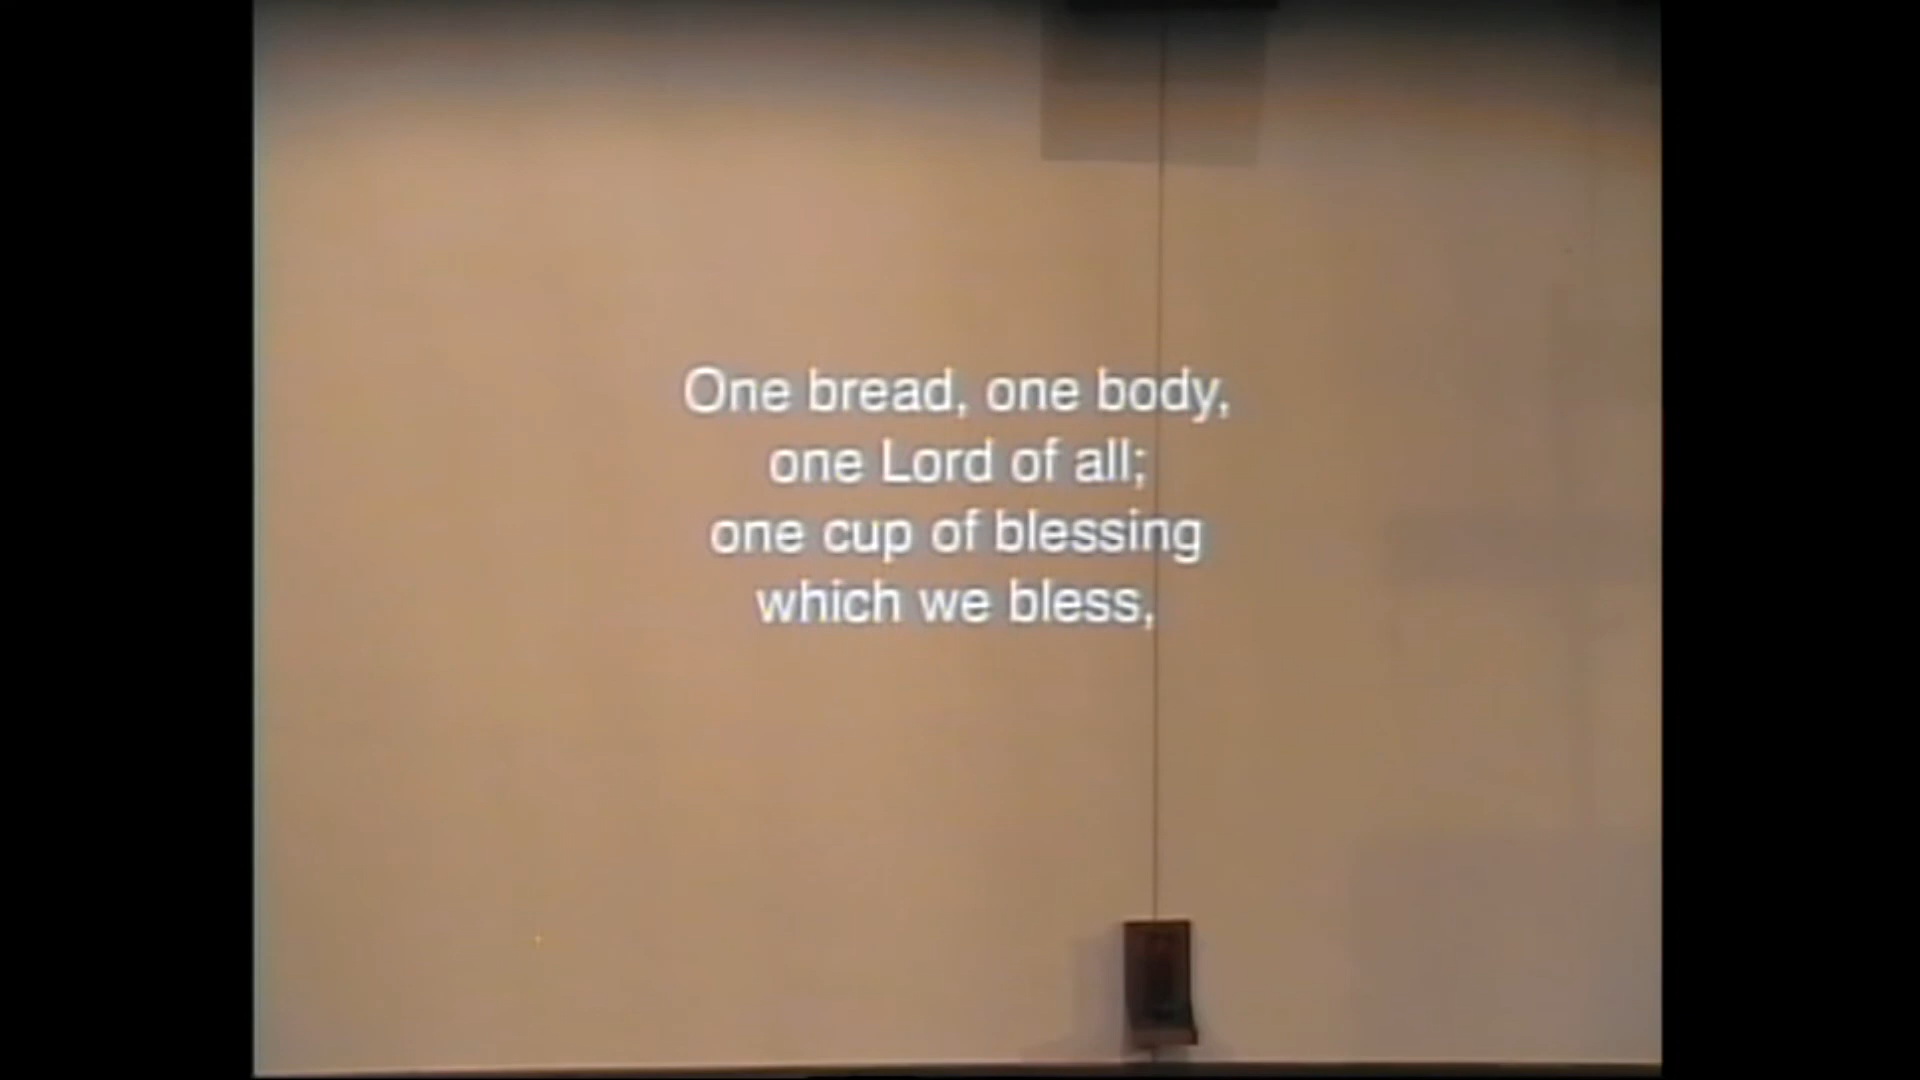 One bread, one body,
one Lord of all;
one cup of blessing
which we bless,